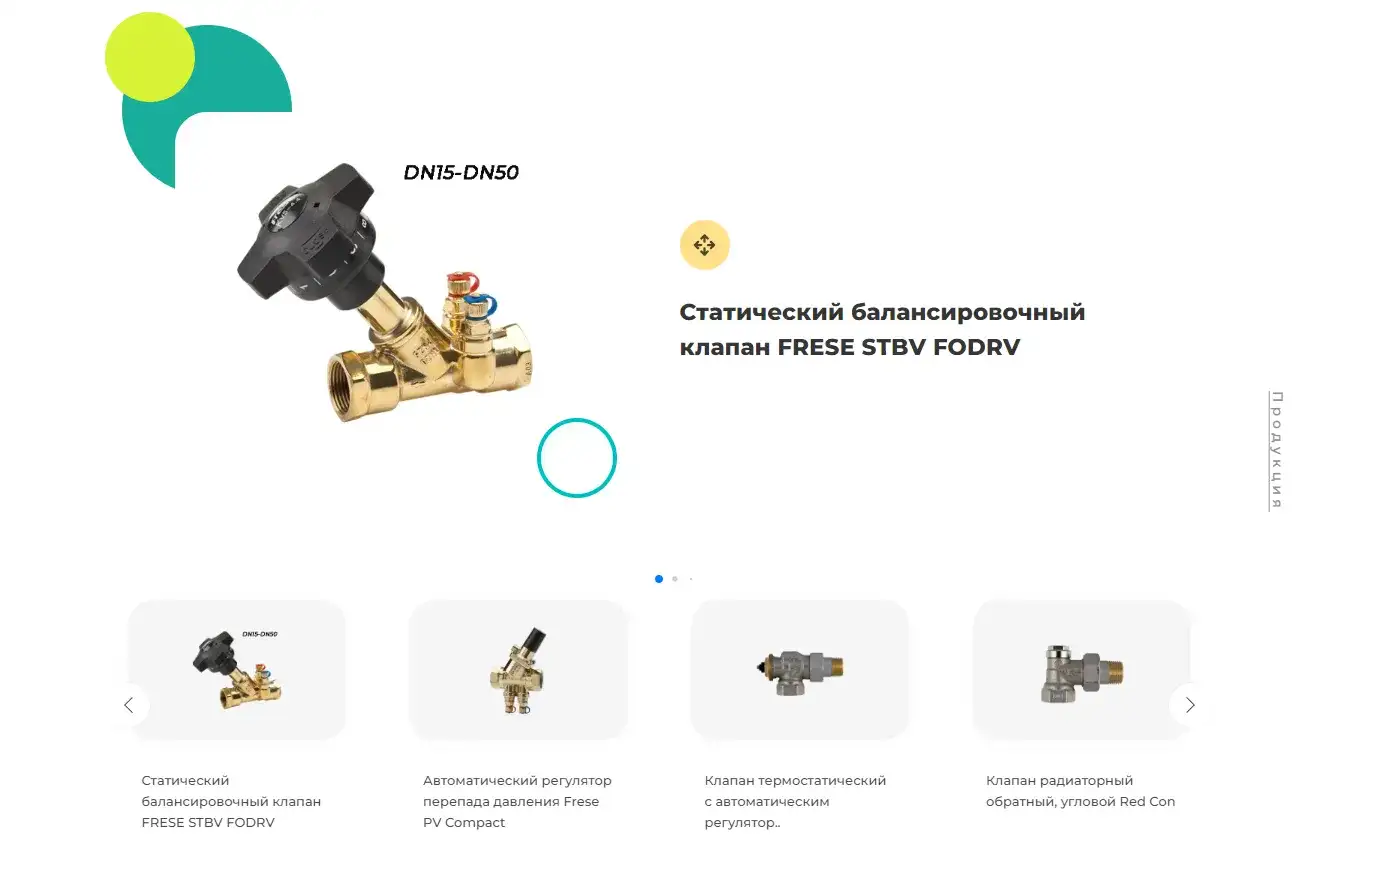 DN15-DN50
Статический балансировочный
клапан FRESE STBV FODRV
Продукция
DN15-DN50
Статический
балансировочный клапан
FRESE STBV FODRV
Автоматический регулятор
перепада давления Frese
PV Compact
Клапан термостатический
с автоматическим
регулятор..
Клапан радиаторный
обратный, угловой Red Con